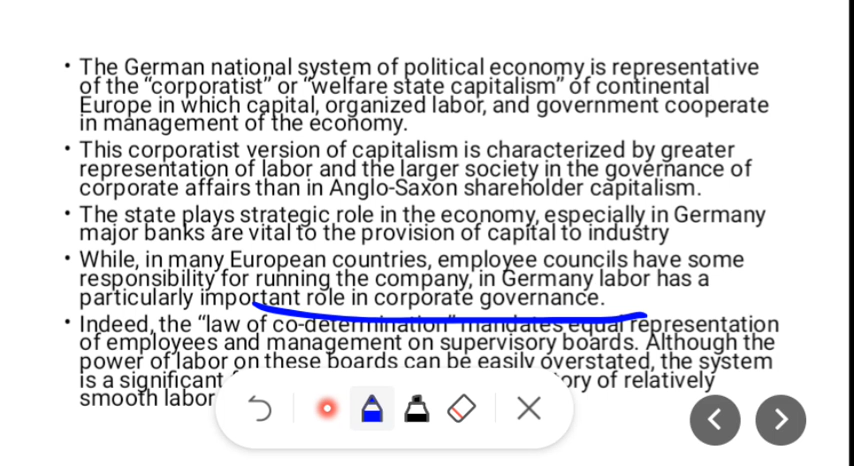 • The German national system of political economy is representative
of the “corporatist” or “welfare state capitalism” of continental
Europe in which capital, organized labor, and government cooperate
in management of the economy.
• This corporatist version of capitalism is characterized by greater
representation of labor and the larger society in the governance of
corporate affairs than in Anglo-Saxon shareholder capitalism.
• The state plays strategic role in the economy, especially in Germany
major banks are vital to the provision of capital to industry
• While, in many European countries, employee councils have some
responsibility for running the company, in Germany labor has a
particularly important role in corporate governance.
• Indeed, the “law of co-determination” mandates equal representation
of employees and management on supervisory boards. Although the
power of labor on these boards can be easily overstated, the system
is a significant of relatively
smooth labor